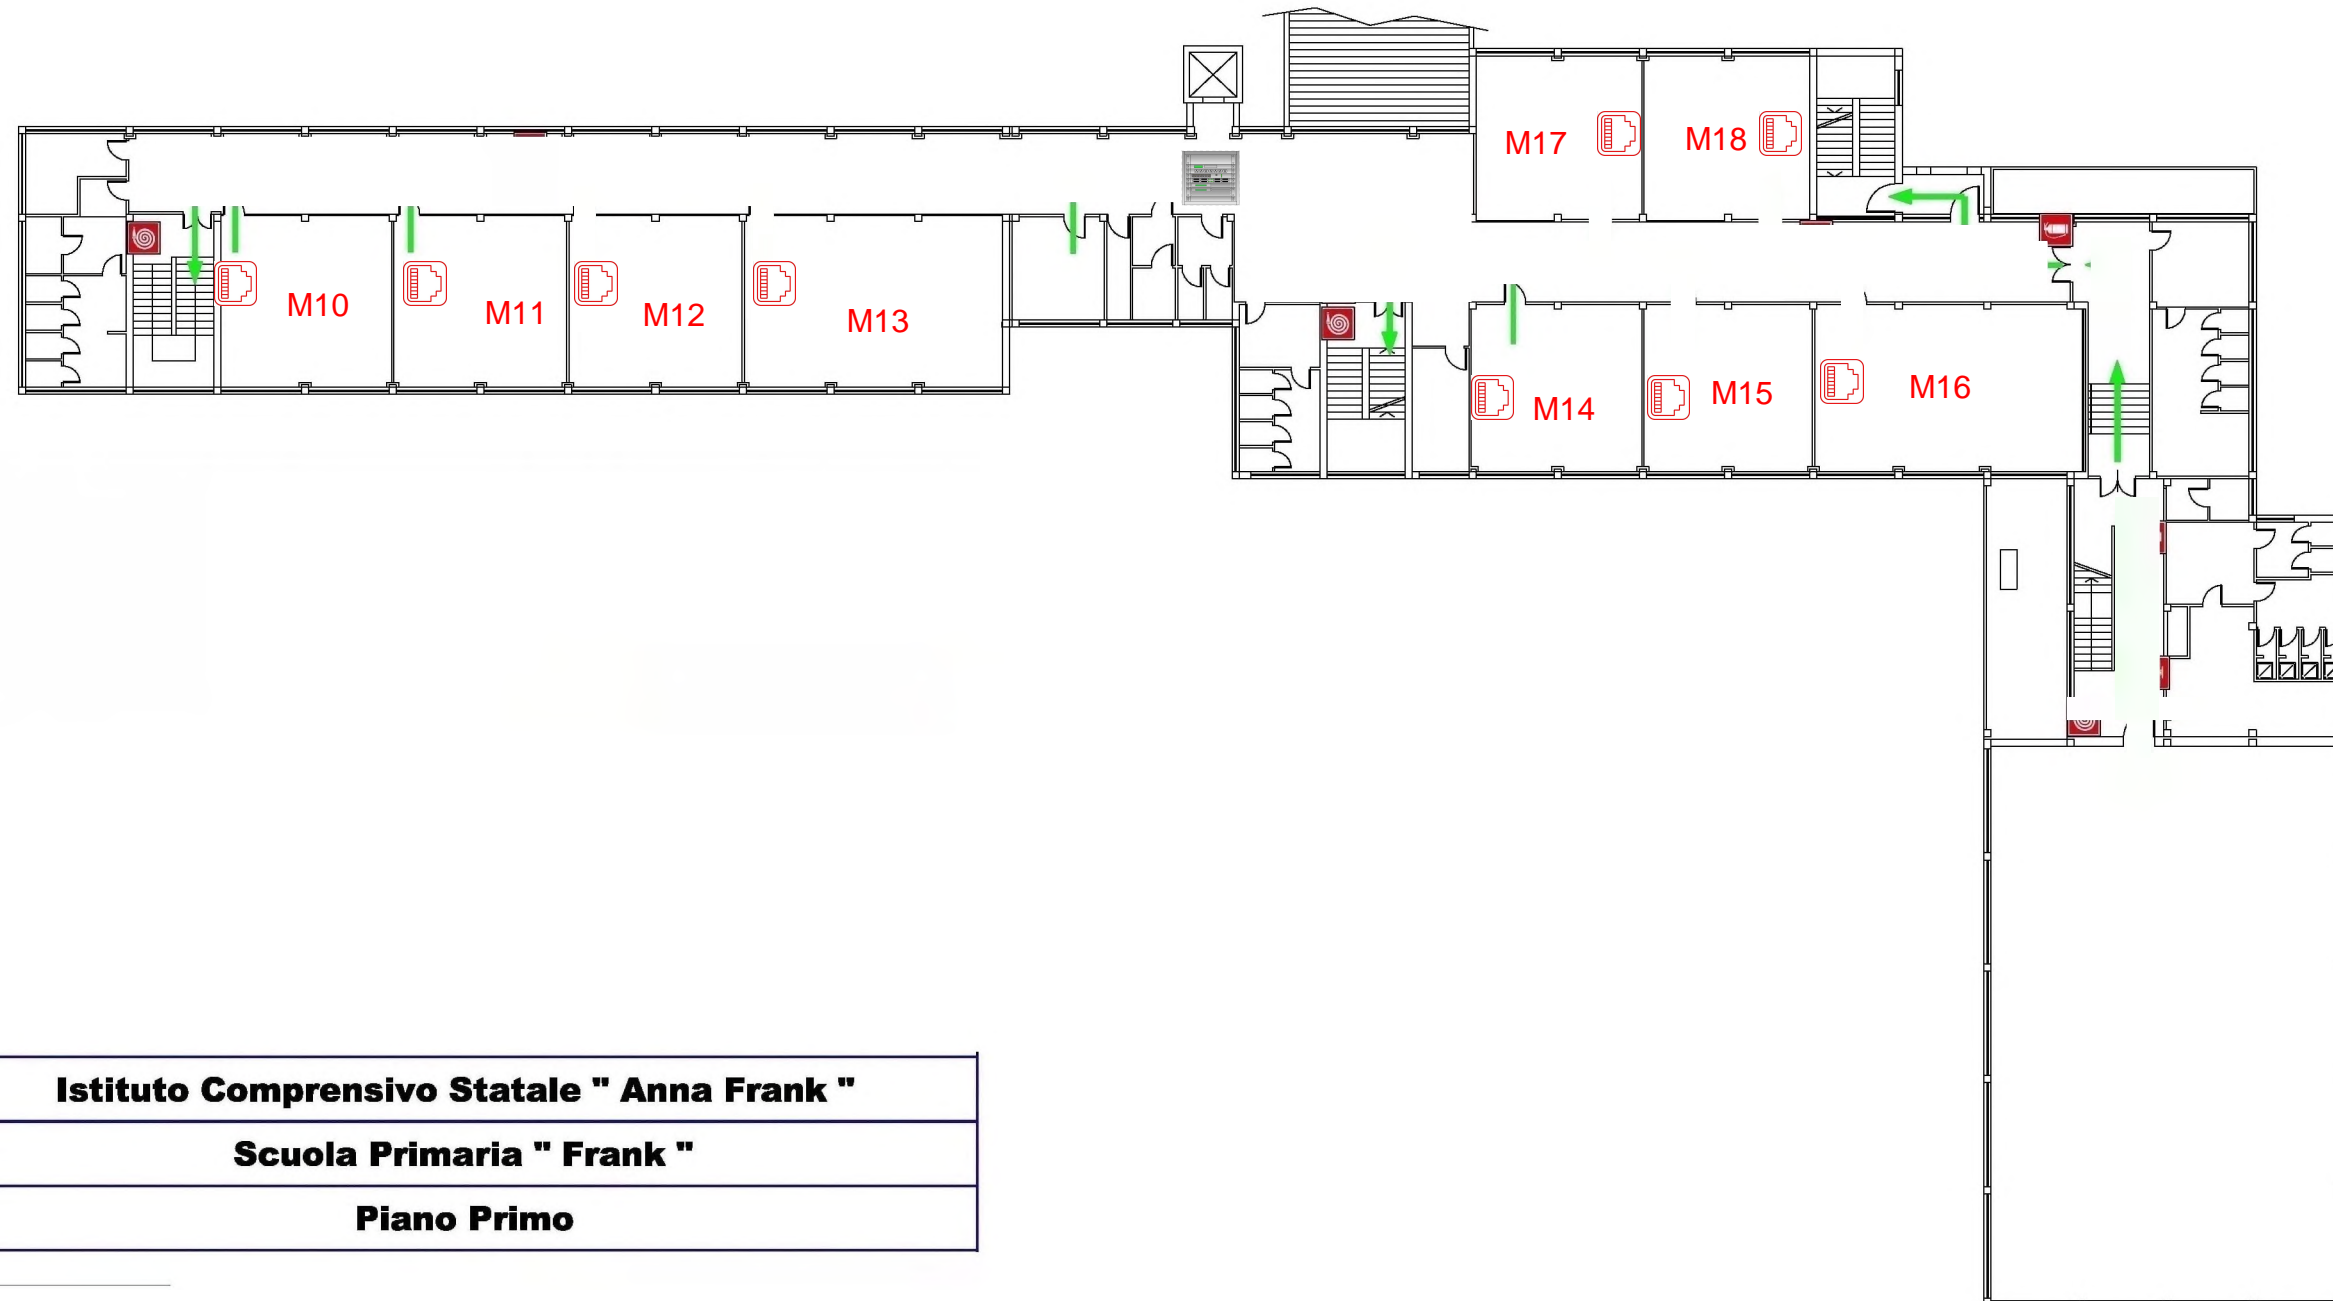 M17
M18
M10
M11
M12
M13
M14
M15
M16
Istituto Comprensivo Statale " Anna Frank "
Scuola Primaria " Frank "
Piano Primo